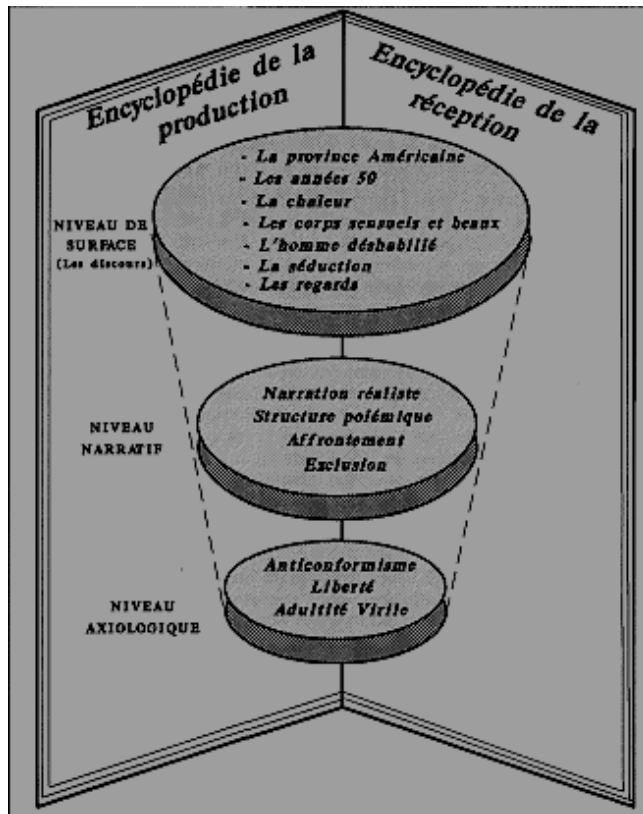 Encyclopédie de la
production
Encyclopédie de la
réception
NIVEAU DE
SURFACE
(Les discours)
- La province Américaine
- Les années 50
- La chaleur
- Les corps sensuels et beaux
- L'homme déshabillé
- La séduction
- Les regards
NIVEAU
NARRATIF
Narration réaliste
Structure polémique
Affrontement
Exclusion
NIVEAU
AXIOLOGIQUE
Anticonformisme
Liberté
Adultité Virile